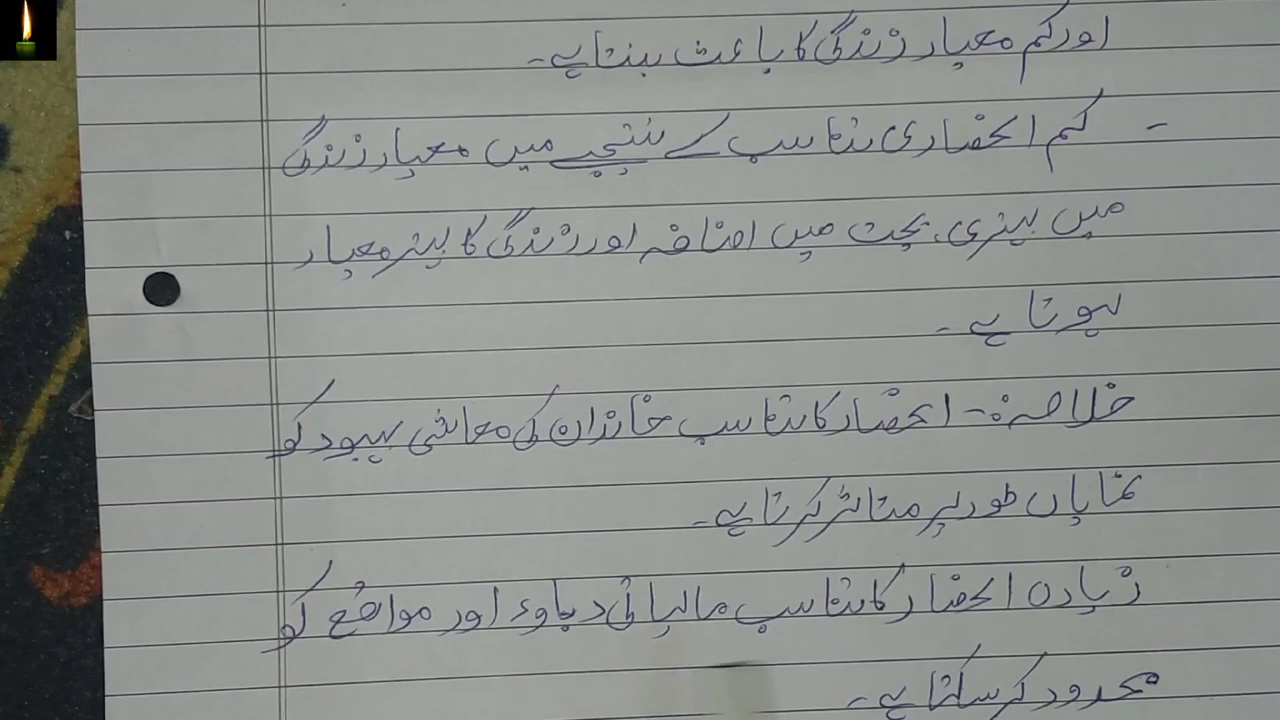 اور کم معیار زندگی کا باعث بنتا ہے۔
- کم انحصاری تناسب کے نتیجے میں معیار زندگی
میں بہتری، بچت میں اضافہ اور زندگی کا بہتر معیار
ہوتا ہے۔
خلاصہ:- انحصار کا تناسب خاندان کی معاشی بہبود کو
نمایاں طور پر متاثر کرتا ہے۔
زیادہ انحصار کا تناسب مالیاتی دباوء اور مواقع کو
محدود کر سکتا ہے۔